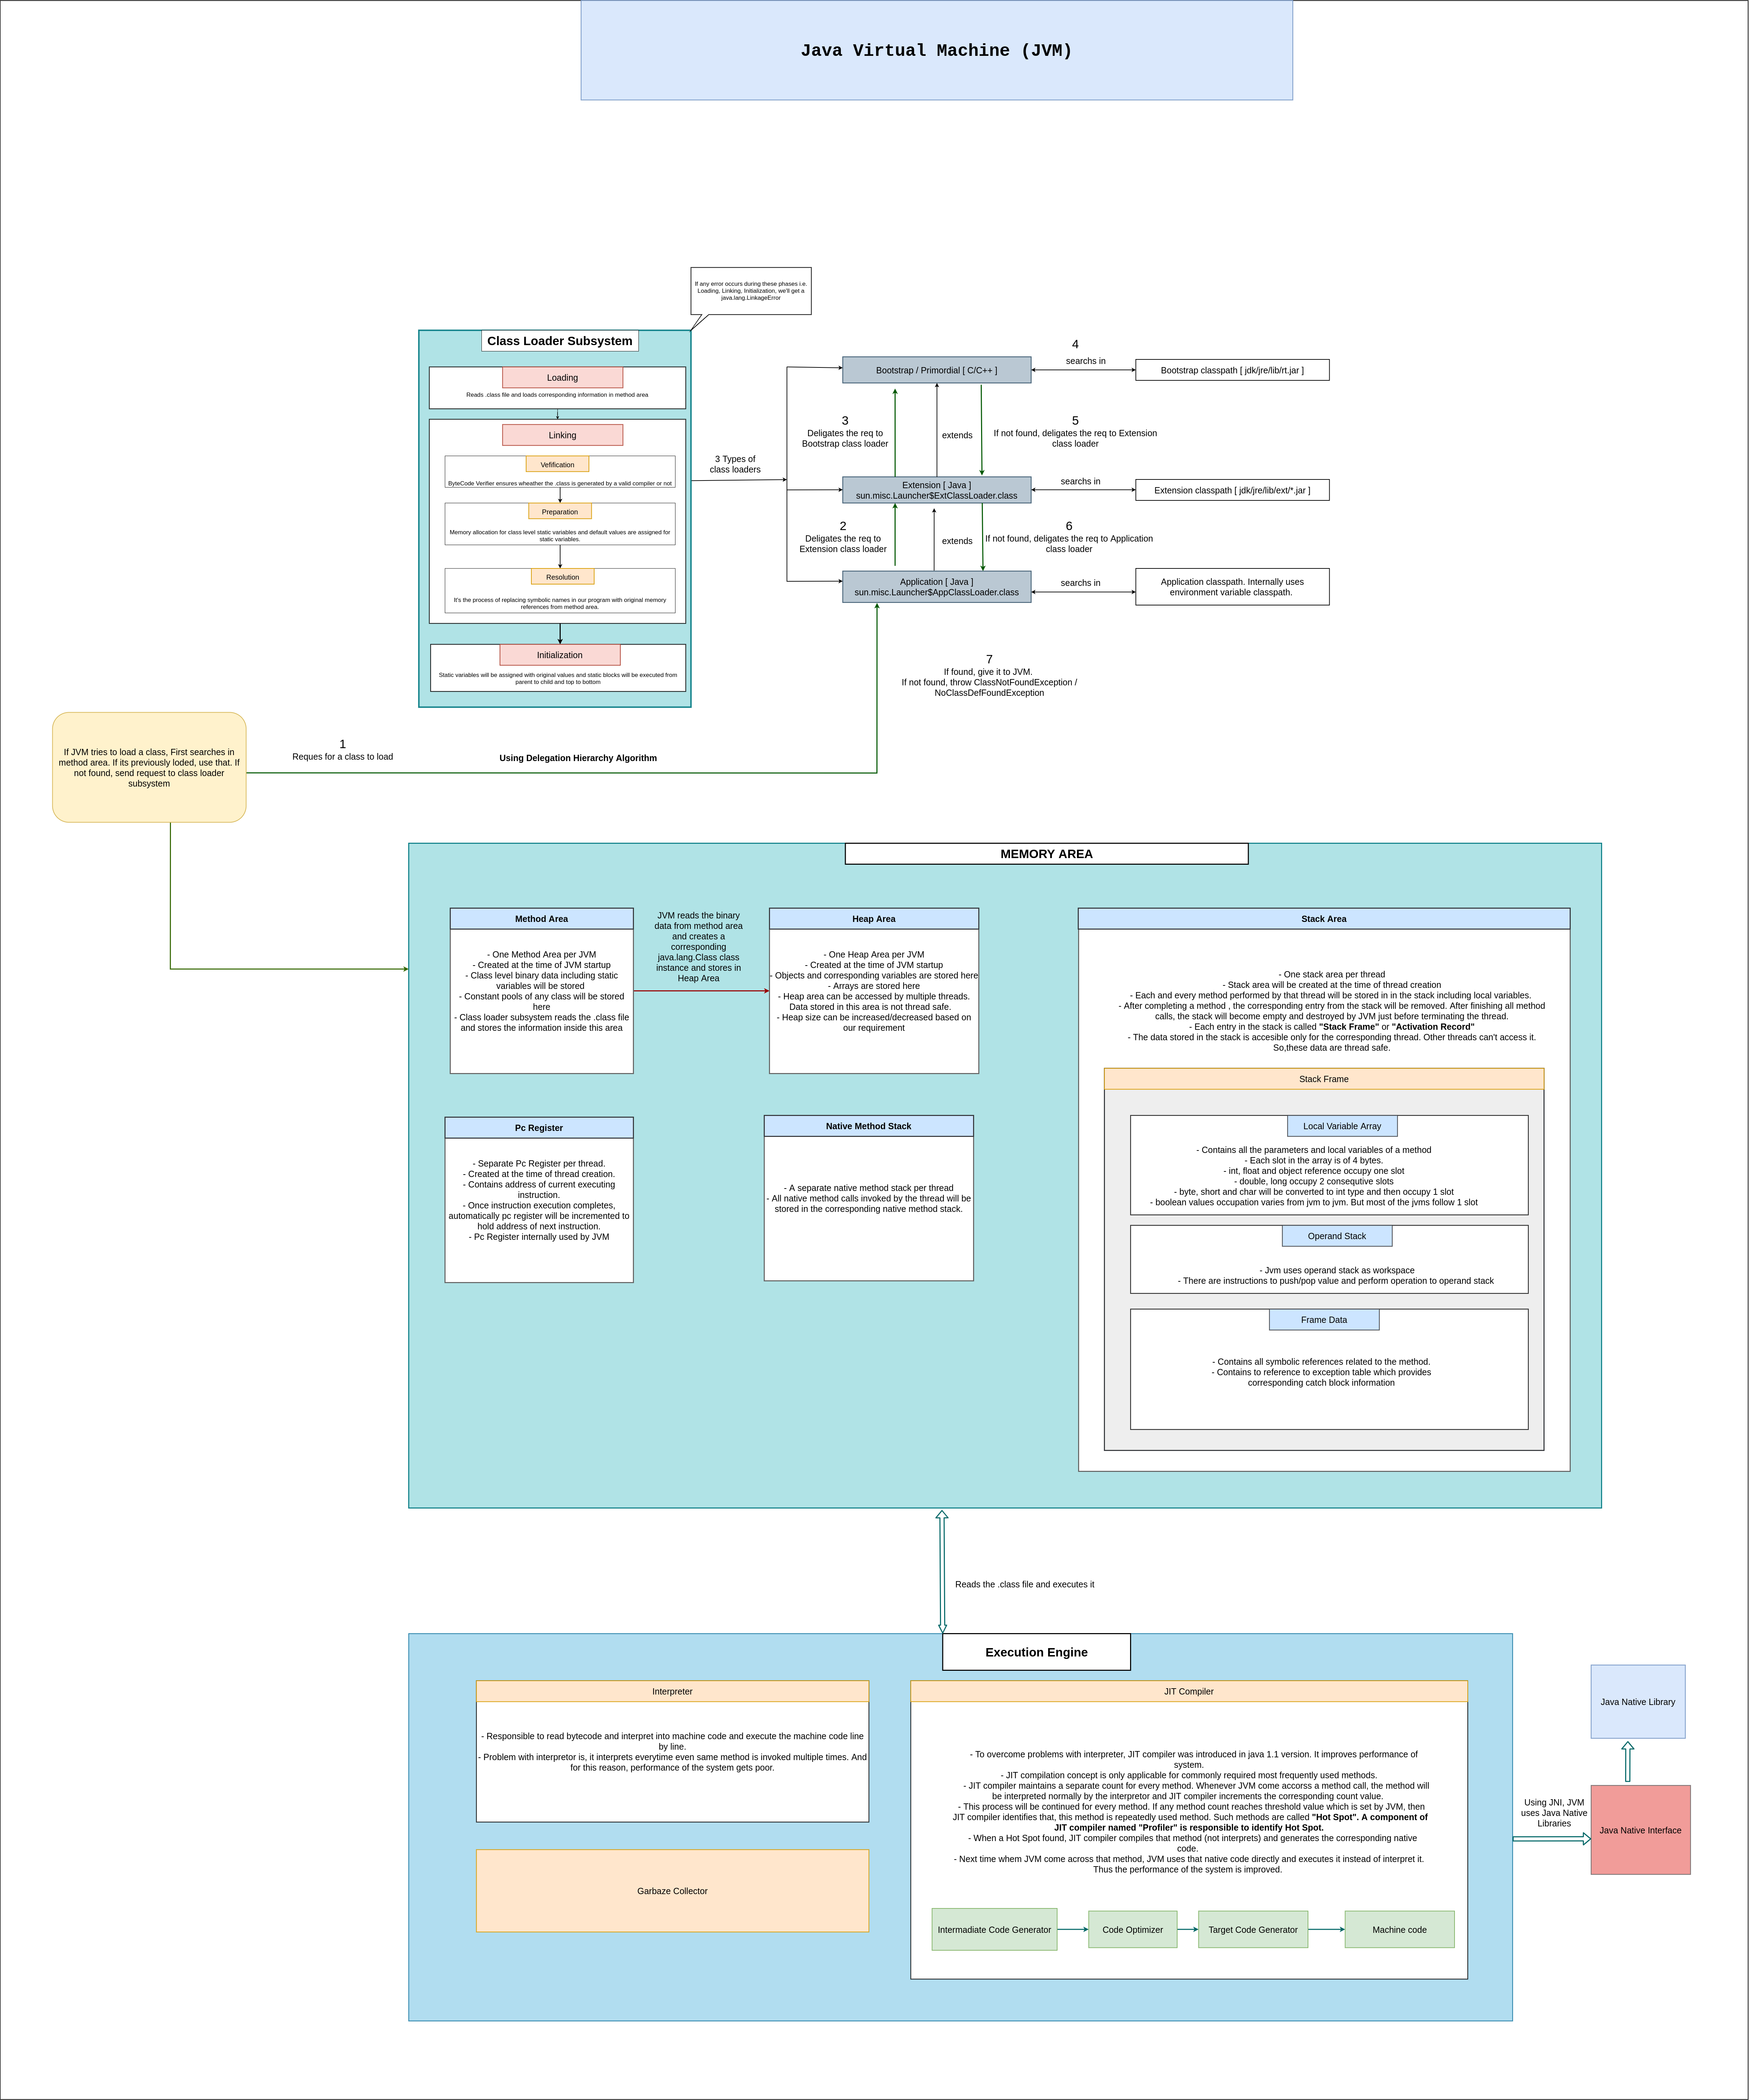 Java Virtual Machine (JVM)
If any error occurs during these phases i.e.
Loading, Linking, Initialization, we'll get a
java.lang.LinkageError
Class Loader Subsystem
Loading
Reads .class file and loads corresponding information in method area
Linking
Vefification
ByteCode Verifier ensures wheather the .class is generated by a valid compiler or not
Preparation
Memory allocation for class level static variables and default values are assigned for
static variables.
Resolution
It's the process of replacing symbolic names in our program with original memory
references from method area.
Initialization
Static variables will be assigned with original values and static blocks will be executed from
parent to child and top to bottom
3 Types of
class loaders
Bootstrap / Primordial [ C/C++ ]
4
searchs in
Bootstrap classpath [ jdk/jre/lib/rt.jar ]
3
Deligates the req to
Bootstrap class loader
extends
5
If not found, deligates the req to Extension
class loader
Extension [ Java ]
sun.misc.Launcher$ExtClassLoader.class
searchs in
Extension classpath [ jdk/jre/lib/ext/*.jar ]
2
Deligates the req to
Extension class loader
extends
6
If not found, deligates the req to Application
class loader
Application [ Java ]
sun.misc.Launcher$AppClassLoader.class
searchs in
Application classpath. Internally uses
environment variable classpath.
7
If found, give it to JVM.
If not found, throw ClassNotFoundException /
NoClassDefFoundException
If JVM tries to load a class, First searches in
method area. If its previously loded, use that. If
not found, send request to class loader
subsystem
1
Reques for a class to load
Using Delegation Hierarchy Algorithm
MEMORY AREA
Method Area
- One Method Area per JVM
- Created at the time of JVM startup
- Class level binary data including static
variables will be stored
- Constant pools of any class will be stored
here
- Class loader subsystem reads the .class file
and stores the information inside this area
JVM reads the binary
data from method area
and creates a
corresponding
java.lang.Class class
instance and stores in
Heap Area
Heap Area
- One Heap Area per JVM
- Created at the time of JVM startup
- Objects and corresponding variables are stored here
- Arrays are stored here
- Heap area can be accessed by multiple threads.
Data stored in this area is not thread safe.
- Heap size can be increased/decreased based on
our requirement
Stack Area
- One stack area per thread
- Stack area will be created at the time of thread creation
- Each and every method performed by that thread will be stored in in the stack including local variables.
- After completing a method , the corresponding entry from the stack will be removed. After finishing all method
calls, the stack will become empty and destroyed by JVM just before terminating the thread.
- Each entry in the stack is called "Stack Frame" or "Activation Record"
- The data stored in the stack is accesible only for the corresponding thread. Other threads can't access it.
So,these data are thread safe.
Stack Frame
Local Variable Array
- Contains all the parameters and local variables of a method
- Each slot in the array is of 4 bytes.
- int, float and object reference occupy one slot
- double, long occupy 2 consequtive slots
- byte, short and char will be converted to int type and then occupy 1 slot
- boolean values occupation varies from jvm to jvm. But most of the jvms follow 1 slot
Operand Stack
- Jvm uses operand stack as workspace
- There are instructions to push/pop value and perform operation to operand stack
Frame Data
- Contains all symbolic references related to the method.
- Contains to reference to exception table which provides
corresponding catch block information
Pc Register
- Separate Pc Register per thread.
- Created at the time of thread creation.
- Contains address of current executing
instruction.
- Once instruction execution completes,
automatically pc register will be incremented to
hold address of next instruction.
- Pc Register internally used by JVM
Native Method Stack
- A separate native method stack per thread
- All native method calls invoked by the thread will be
stored in the corresponding native method stack.
Reads the .class file and executes it
Execution Engine
Interpreter
- Responsible to read bytecode and interpret into machine code and execute the machine code line
by line.
- Problem with interpretor is, it interprets everytime even same method is invoked multiple times. And
for this reason, performance of the system gets poor.
Garbaze Collector
JIT Compiler
- To overcome problems with interpreter, JIT compiler was introduced in java 1.1 version. It improves performance of
system.
- JIT compilation concept is only applicable for commonly required most frequently used methods.
- JIT compiler maintains a separate count for every method. Whenever JVM come accorss a method call, the method will
be interpreted normally by the interpretor and JIT compiler increments the corresponding count value.
- This process will be continued for every method. If any method count reaches threshold value which is set by JVM, then
JIT compiler identifies that, this method is repeatedly used method. Such methods are called "Hot Spot". A component of
JIT compiler named "Profiler" is responsible to identify Hot Spot.
- When a Hot Spot found, JIT compiler compiles that method (not interprets) and generates the corresponding native
code.
- Next time whem JVM come across that method, JVM uses that native code directly and executes it instead of interpret it.
Thus the performance of the system is improved.
Intermadiate Code Generator
Code Optimizer
Target Code Generator
Machine code
Using JNI, JVM
uses Java Native
Libraries
Java Native Library
Java Native Interface